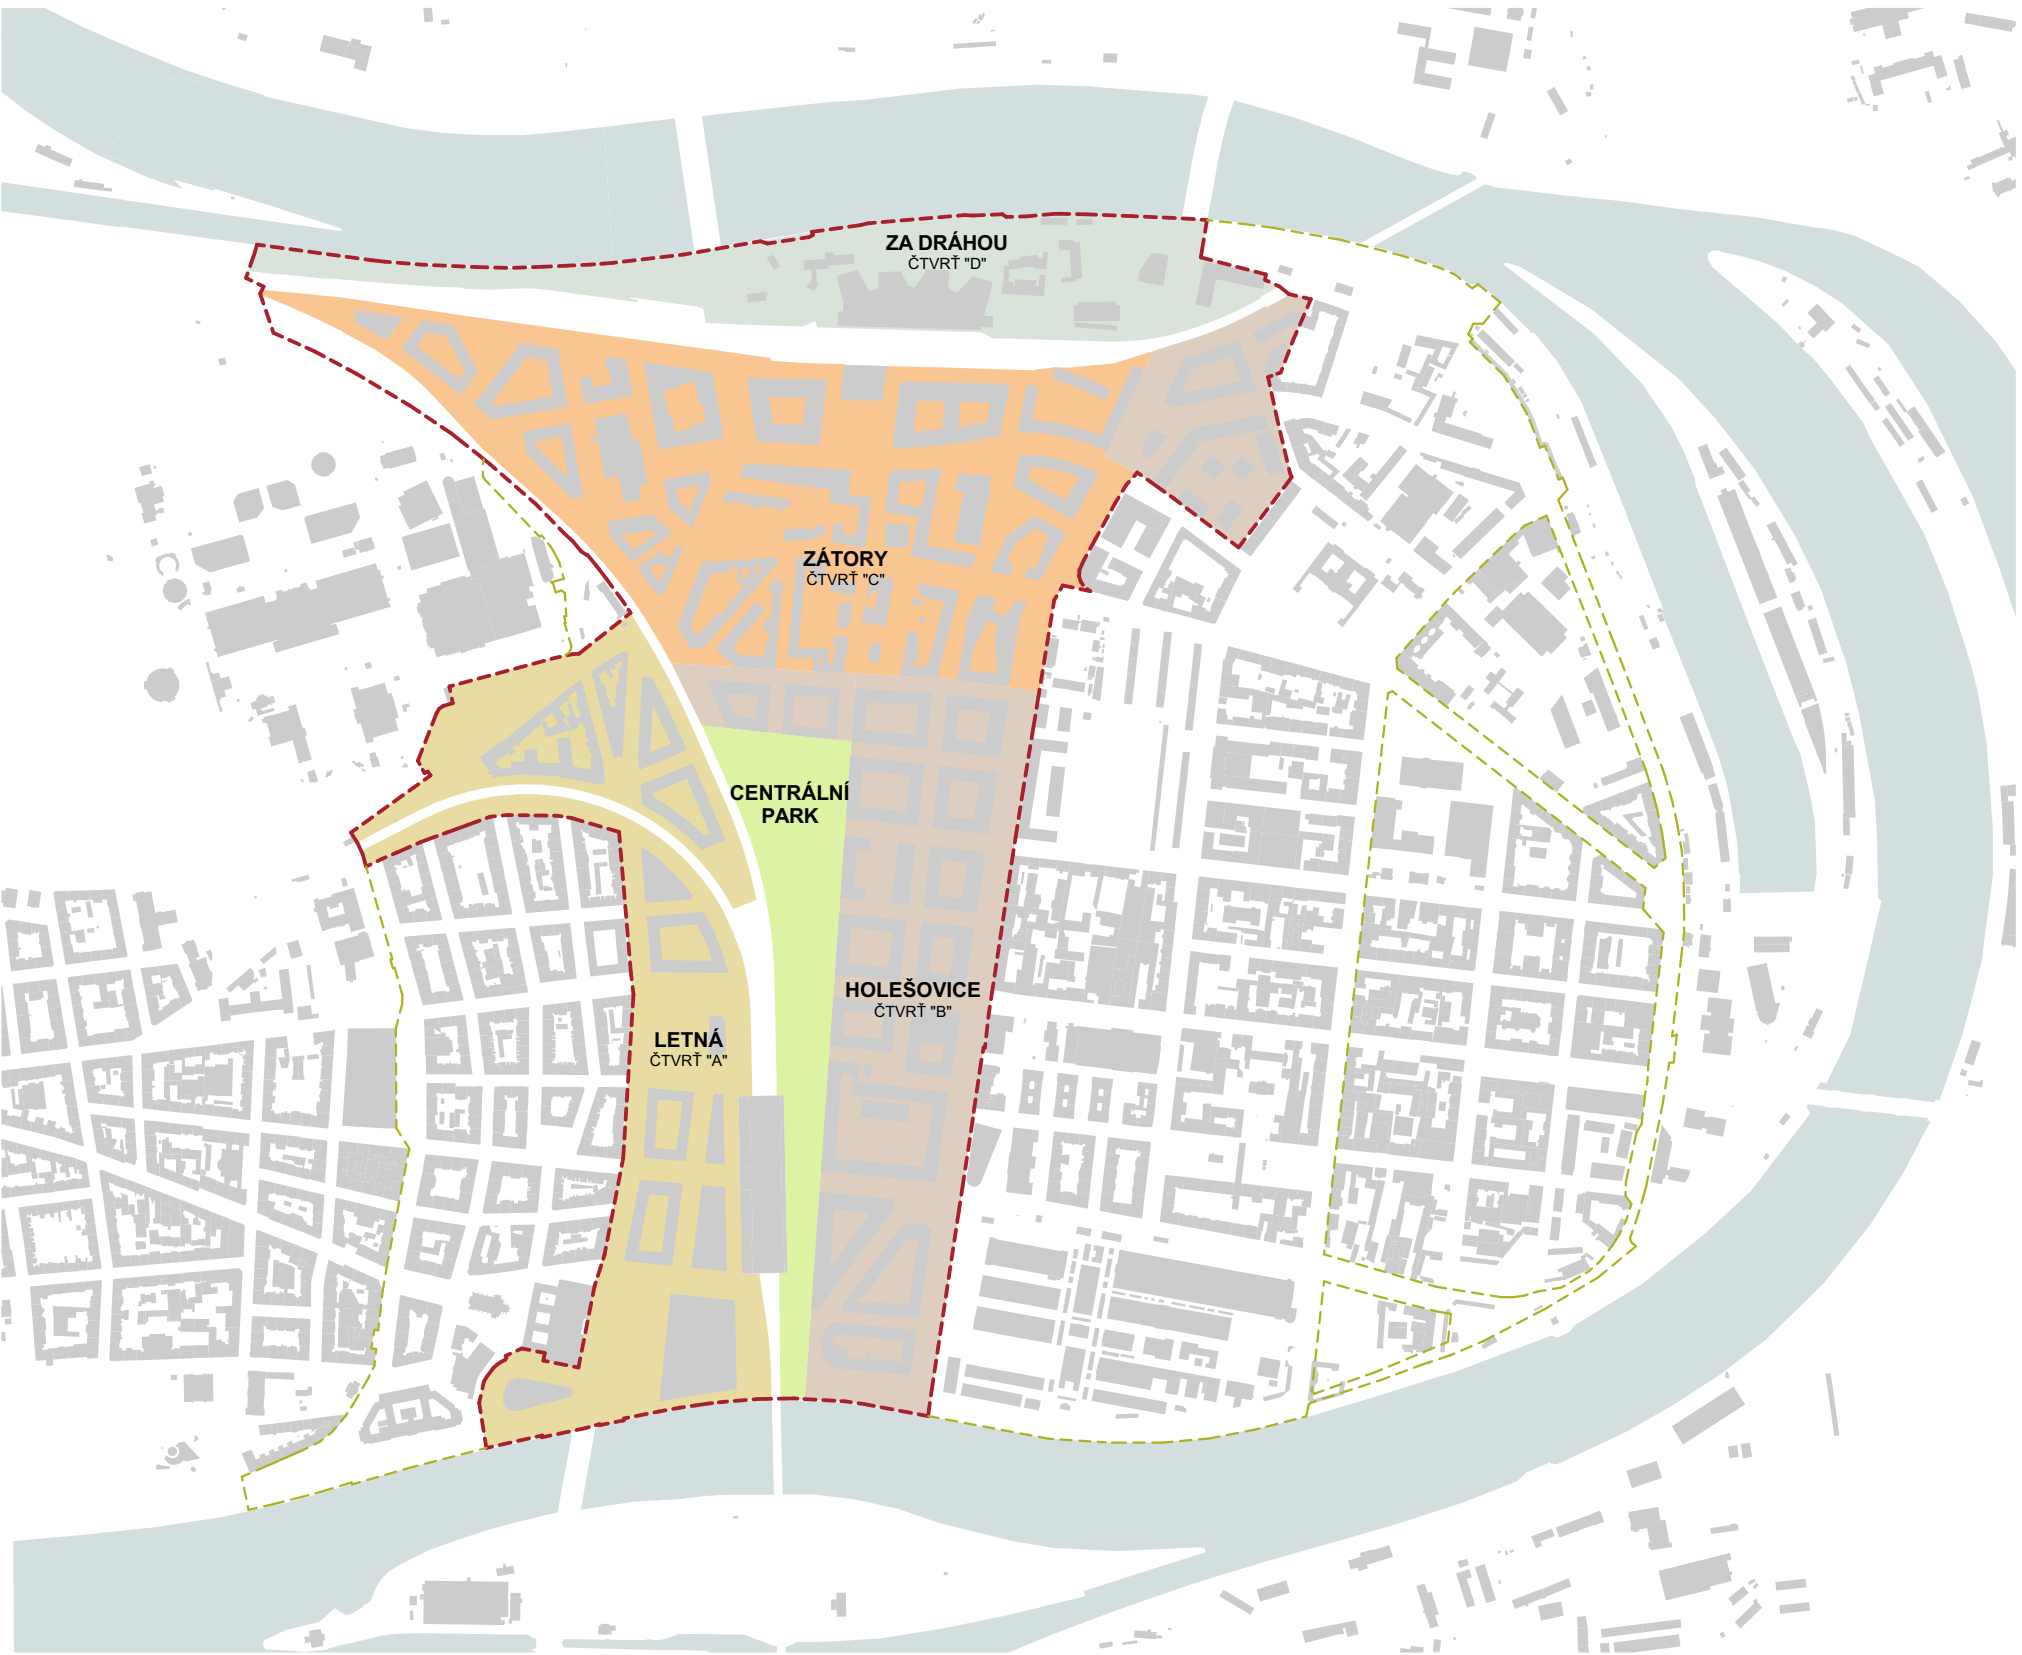 ZA DRÁHOU
ČTVRŤ "D"
ZÁTORY
ČTVRŤ "C"
CENTRÁLNÍ
PARK
HOLEŠOVICE
ČTVRŤ "B"
LETNÁ
ČTVRŤ "A"